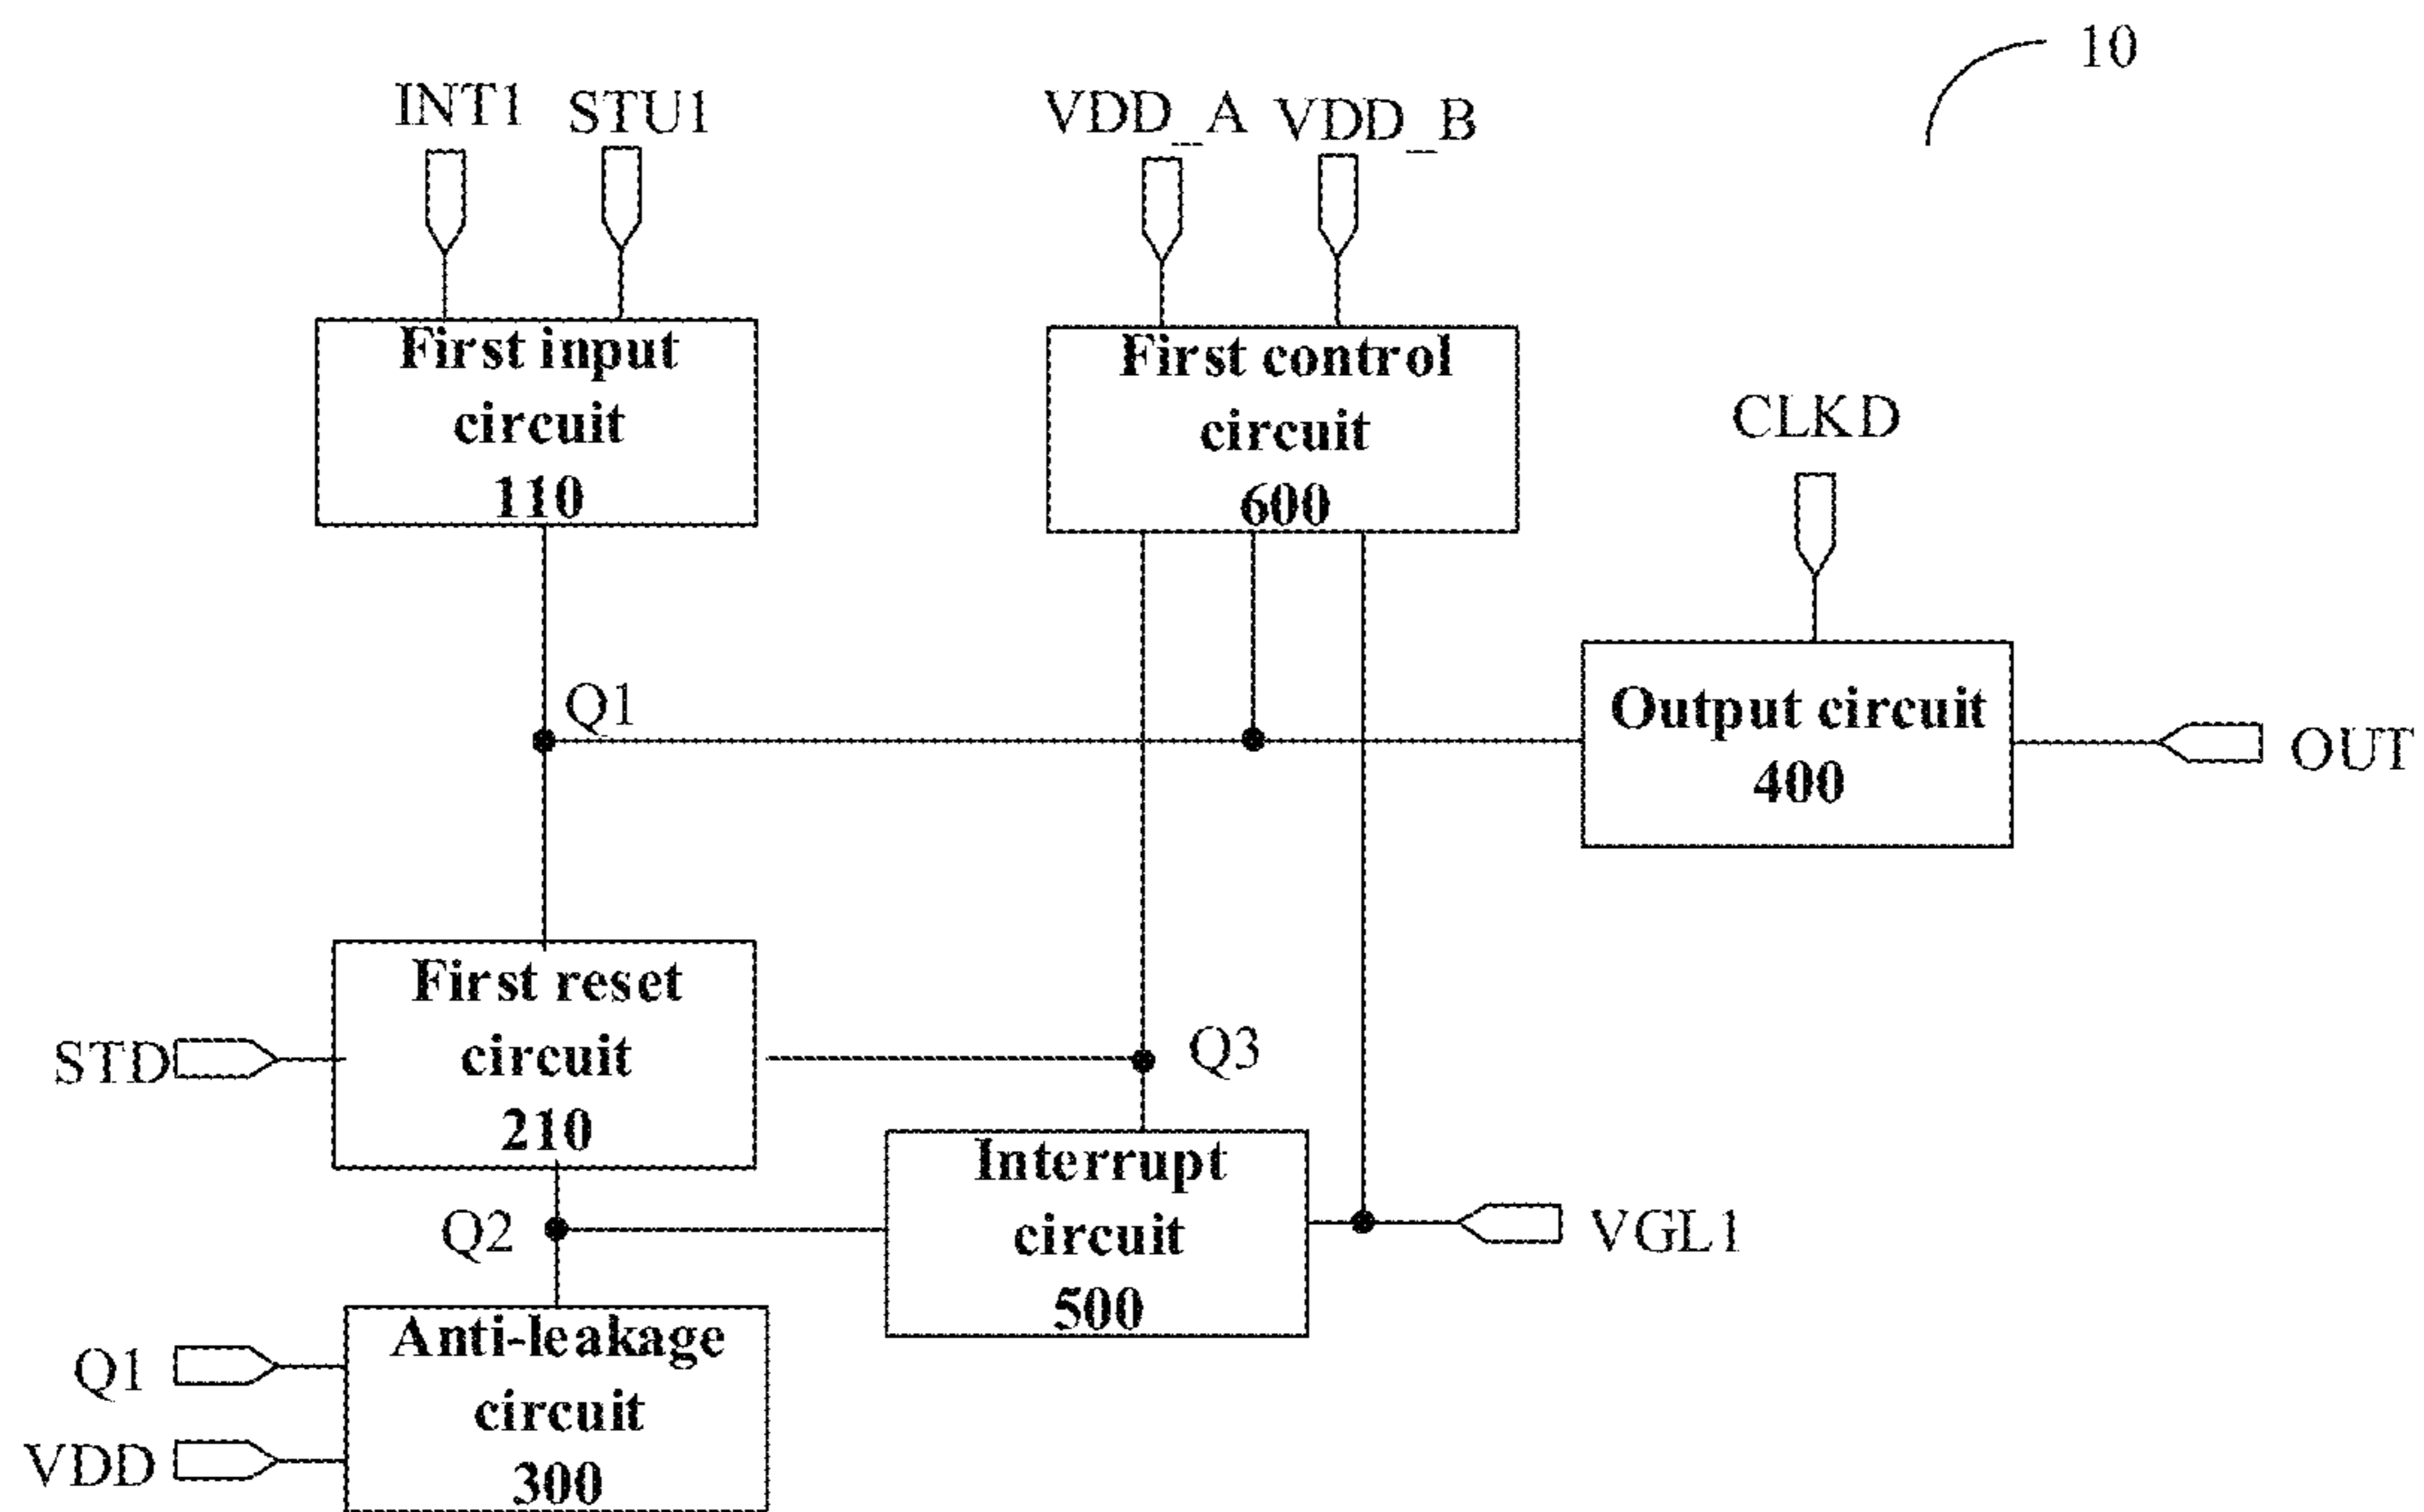 10
INT1
STU1
VDD_A
VDD_B
First input
circuit
110
First control
circuit
600
CLKD
Q1
Output circuit
400
OUT
First reset
circuit
210
STD
Q3
Interrupt
circuit
500
Q2
VGL1
Anti-leakage
circuit
300
Q1
VDD